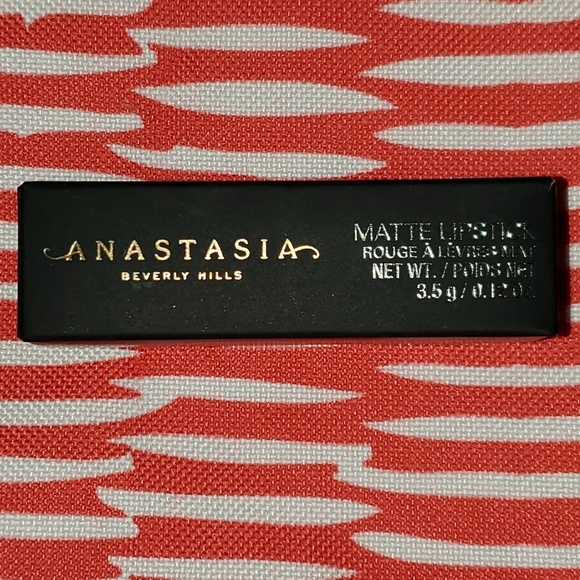 ANASTASIA
BEVERLY HILLS
MATTE LIPSTICK
ROUGE À LÈVRES MAT
NET WT. / POIDS NET
3.5 g / 0.12 Oz.